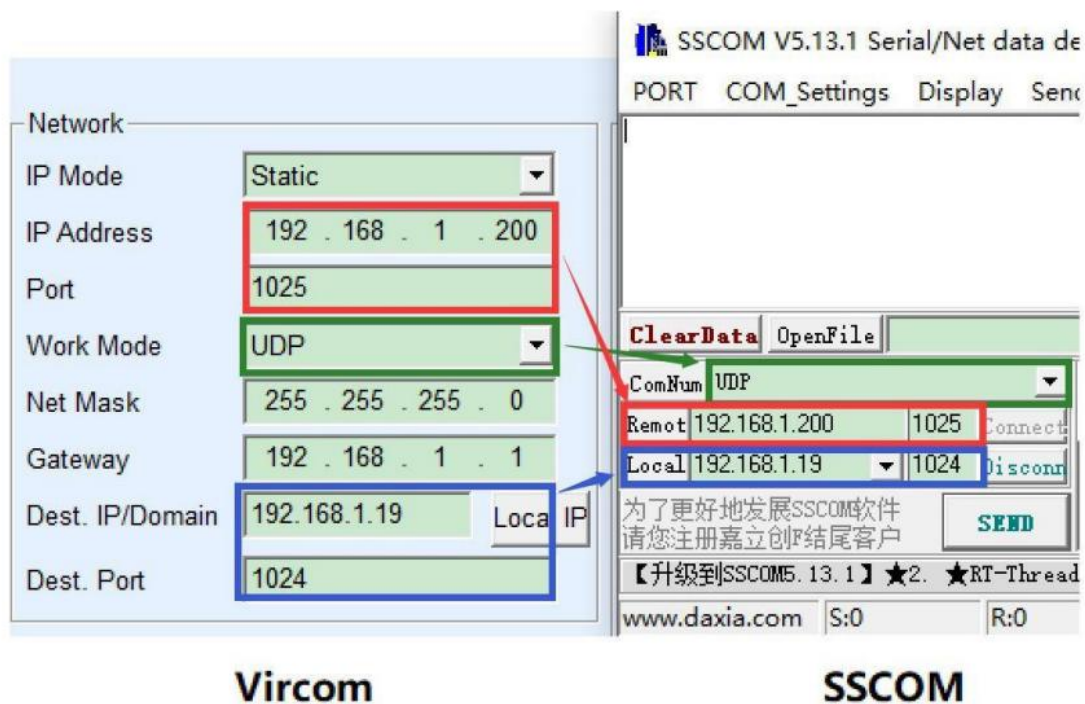 Network
IP Mode Static
IP Address 192 . 168 . 1 . 200
Port 1025
Work Mode UDP
Net Mask 255 . 255 . 255 . 0
Gateway 192 . 168 . 1 . 1
Dest. IP/Domain 192.168.1.19 Loca IP
Dest. Port 1024
Vircom
SSCOM V5.13.1 Serial/Net data de
PORT COM_Settings Display Send
ClearData OpenFile
ComNum UDP
Remot 192.168.1.200 1025 Connect
Local 192.168.1.19 1024 Disconn
为了更好地发展SSCOM软件
请您注册嘉立创F结尾客户
SEND
【升级到SSCOM5.13.1】★2. ★RT-Thread
www.daxia.com S:0 R:0
SSCOM